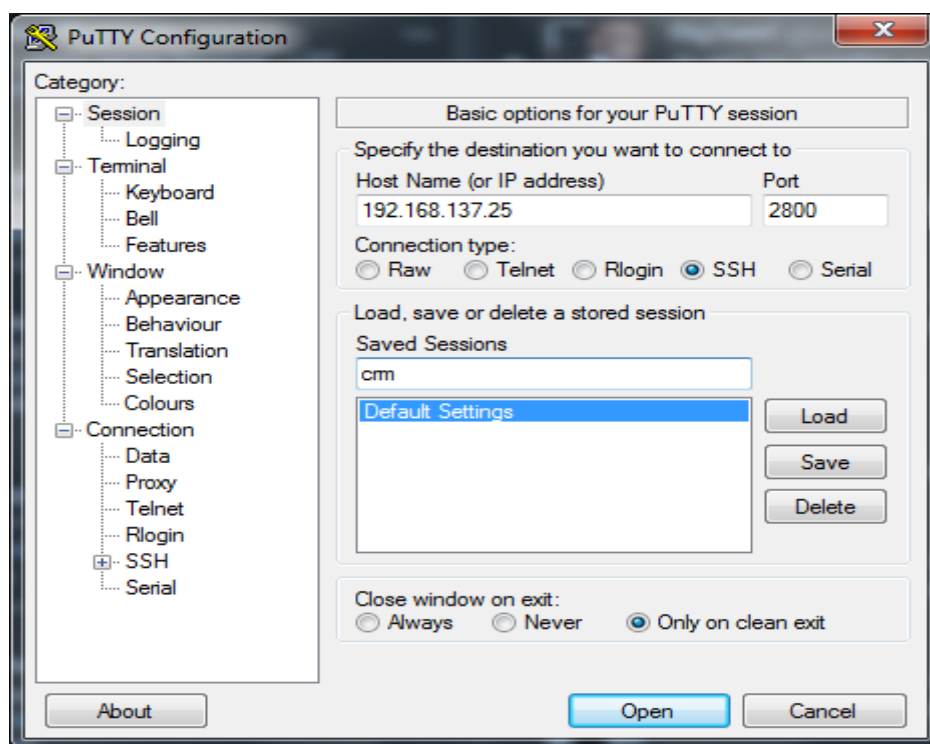 PuTTY Configuration
Category:
Session
Logging
Terminal
Keyboard
Bell
Features
Window
Appearance
Behaviour
Translation
Selection
Colours
Connection
Data
Proxy
Telnet
Rlogin
SSH
Serial
Basic options for your PuTTY session
Specify the destination you want to connect to
Host Name (or IP address) Port
192.168.137.25 2800
Connection type:
Raw Telnet Rlogin SSH Serial
Load, save or delete a stored session
Saved Sessions
crm
Default Settings
Load
Save
Delete
Close window on exit:
Always Never Only on clean exit
About Open Cancel